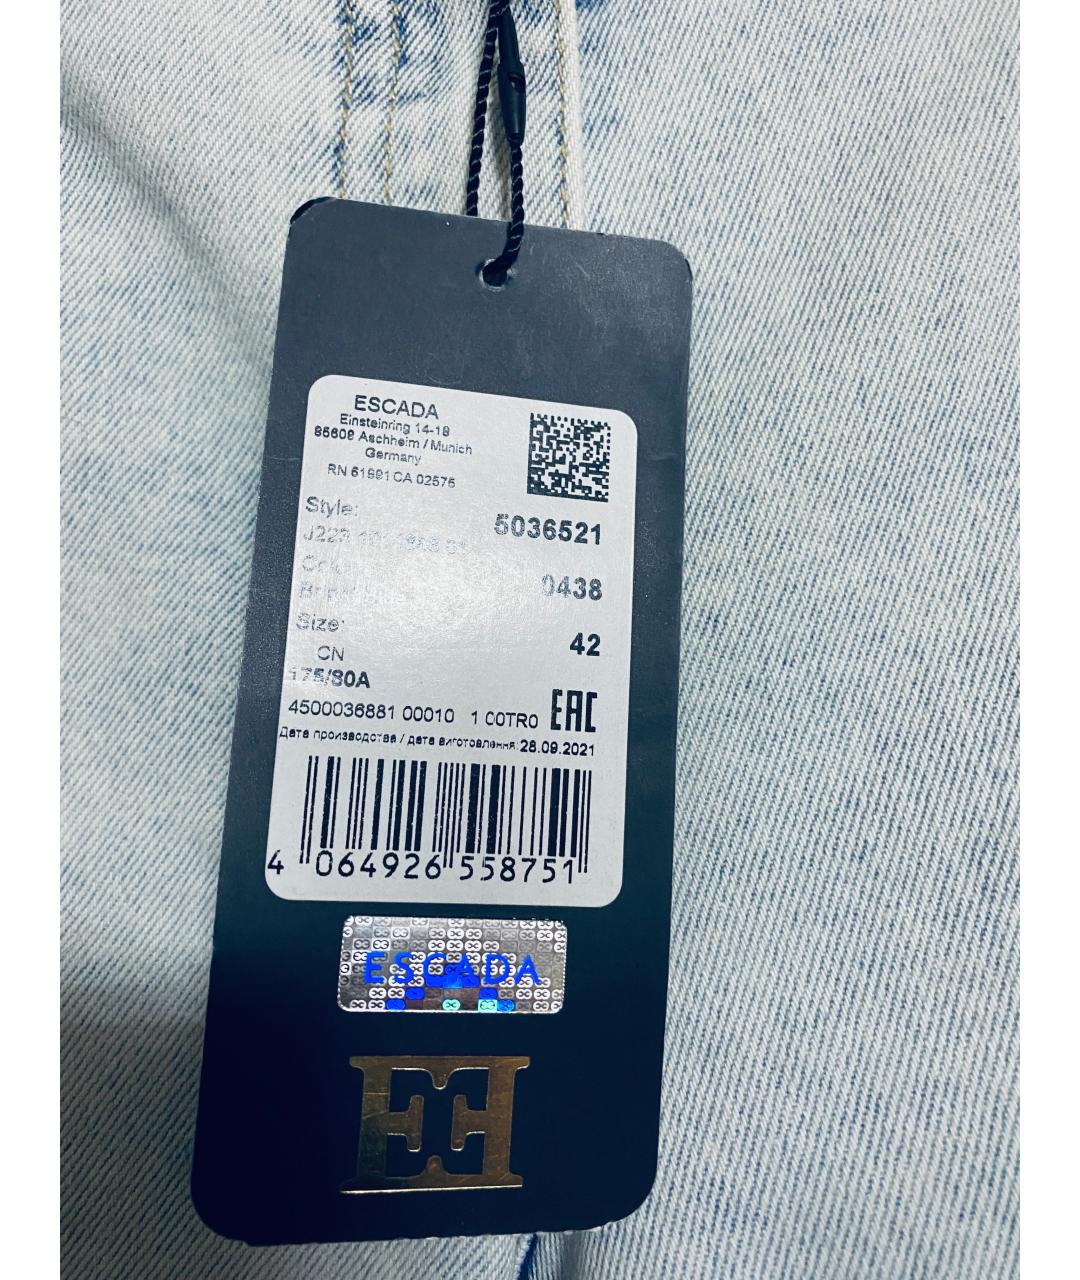 ESCADA
Einsteinring 14-18
85609 Aschheim / Munich
Germany
RN 61991 CA 02575
Style:
5036521
0438
Size:
42
CN
175/80A
4500036881 00010 1 00TR0 EAC
Дата производства / дата виготовлення: 28.09.2021
4 064926 558751
ESCADA